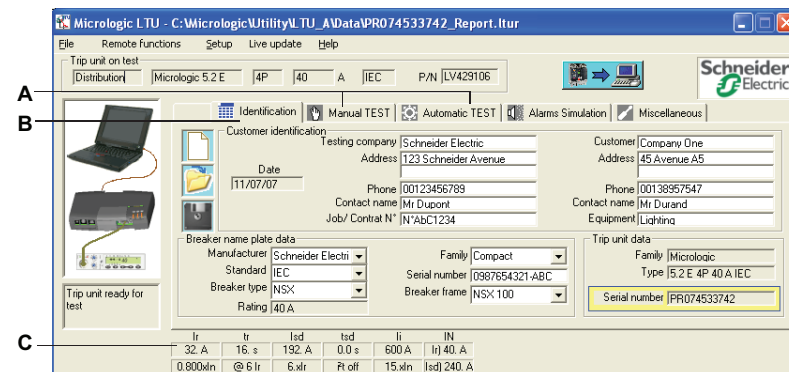 Micrologic LTU - C:\Micrologic\Utility\LTU_A\Data\PR074533742_Report.ltur
File Remote functions Setup Live update Help
Trip unit on test
Distribution Micrologic 5.2 E 4P 40 A IEC P/N LV429106
Schneider
Electric
A
B
Identification Manual TEST Automatic TEST Alarms Simulation Miscellaneous
Customer identification
Testing company Schneider Electric Customer Company One
Address 123 Schneider Avenue Address 45 Avenue A5
Date
11/07/07
Phone 00123456789 Phone 00138957547
Contact name Mr Dupont Contact name Mr Durand
Job/ Contrat N° N°AbC1234 Equipment Lighting
Breaker name plate data Trip unit data
Manufacturer Schneider Electri Family Compact Family Micrologic
Standard IEC Serial number 0987654321-ABC Type 5.2 E 4P 40 A IEC
Breaker type NSX Breaker frame NSX 100
Rating 40 A Serial number PR074533742
Trip unit ready for
test
C
Ir tr Isd tsd Ii IN
32. A 16. s 192. A 0.0 s 600 A Ir) 40. A
0.800xIn @ 6 Ir 6.xIr I²t off 15.xIn Isd) 240. A